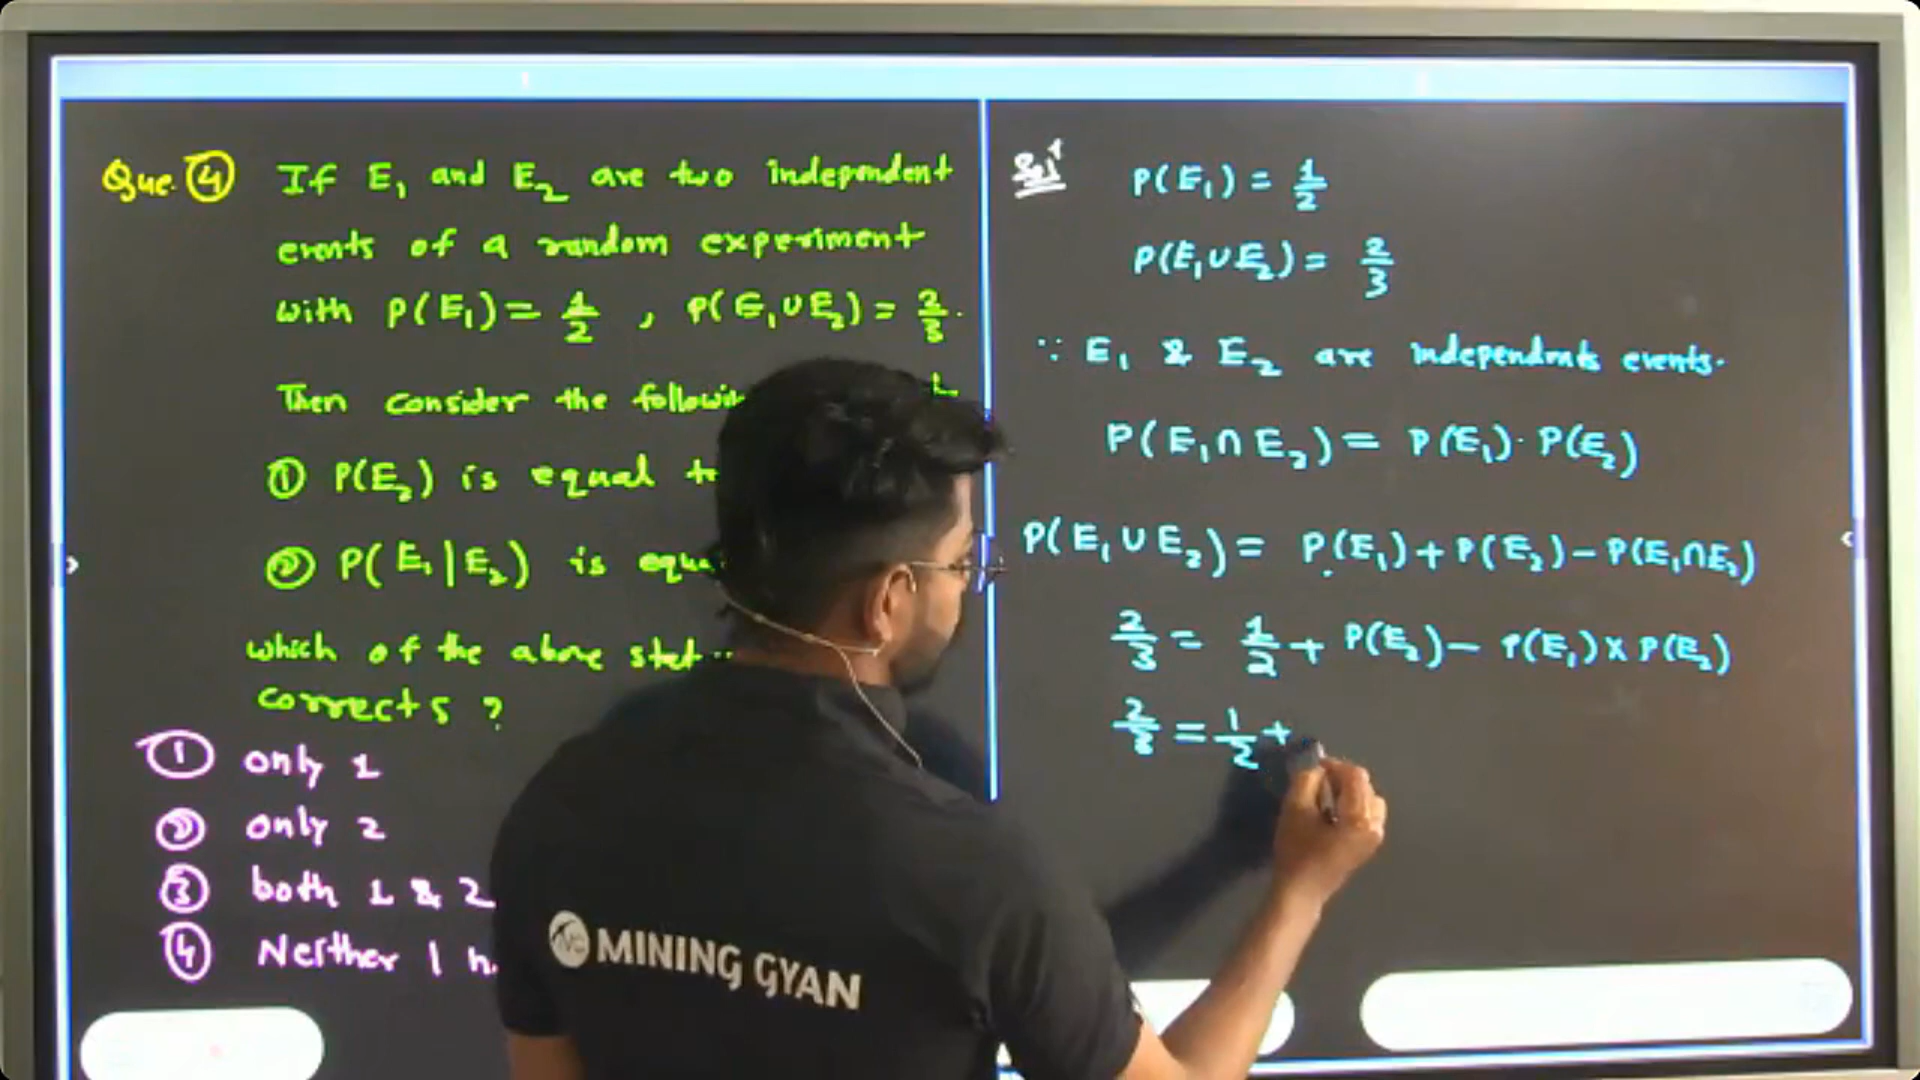 Que. ④ If E₁ and E₂ are two independent
events of a random experiment
with P(E₁) = 1/2 , P(E₁∪E₂) = 2/3.
Then consider the
① P(E₂) is equal
② P(E₁|E₂) is
which of the above
corrects ?
① only 1
② only 2
③ both 1 & 2
④ Neither 1
Solⁿ P(E₁) = 1/2
P(E₁∪E₂) = 2/3
∵ E₁ & E₂ are independents events.
P(E₁∩E₂) = P(E₁)·P(E₂)
P(E₁∪E₂) = P(E₁)+P(E₂)−P(E₁∩E₂)
2/3 = 1/2 + P(E₂)− P(E₁)×P(E₂)
2/3 = 1/2 +
MINING GYAN